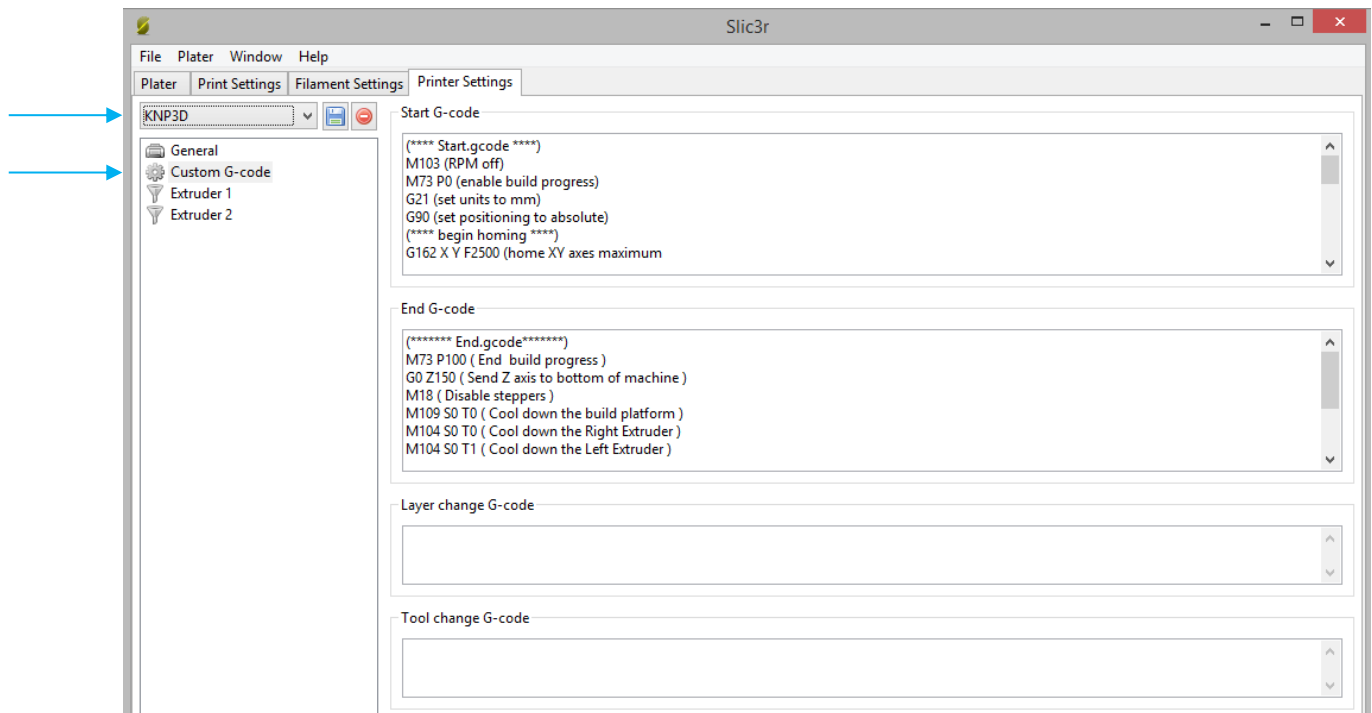 Slic3r
File Plater Window Help
Plater Print Settings Filament Settings Printer Settings
KNP3D
General
Custom G-code
Extruder 1
Extruder 2
Start G-code
(**** Start.gcode ****)
M103 (RPM off)
M73 P0 (enable build progress)
G21 (set units to mm)
G90 (set positioning to absolute)
(**** begin homing ****)
G162 X Y F2500 (home XY axes maximum
End G-code
(******* End.gcode*******)
M73 P100 ( End  build progress )
G0 Z150 ( Send Z axis to bottom of machine )
M18 ( Disable steppers )
M109 S0 T0 ( Cool down the build platform )
M104 S0 T0 ( Cool down the Right Extruder )
M104 S0 T1 ( Cool down the Left Extruder )
Layer change G-code
Tool change G-code